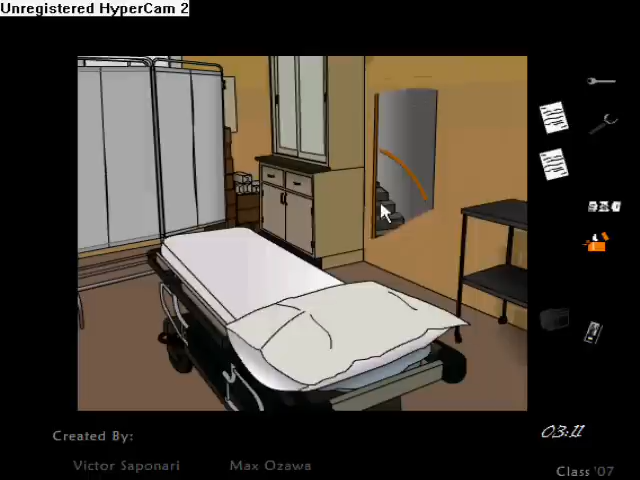 Unregistered HyperCam 2
03:11
Created By:
Victor Saponari Max Ozawa
Class '07